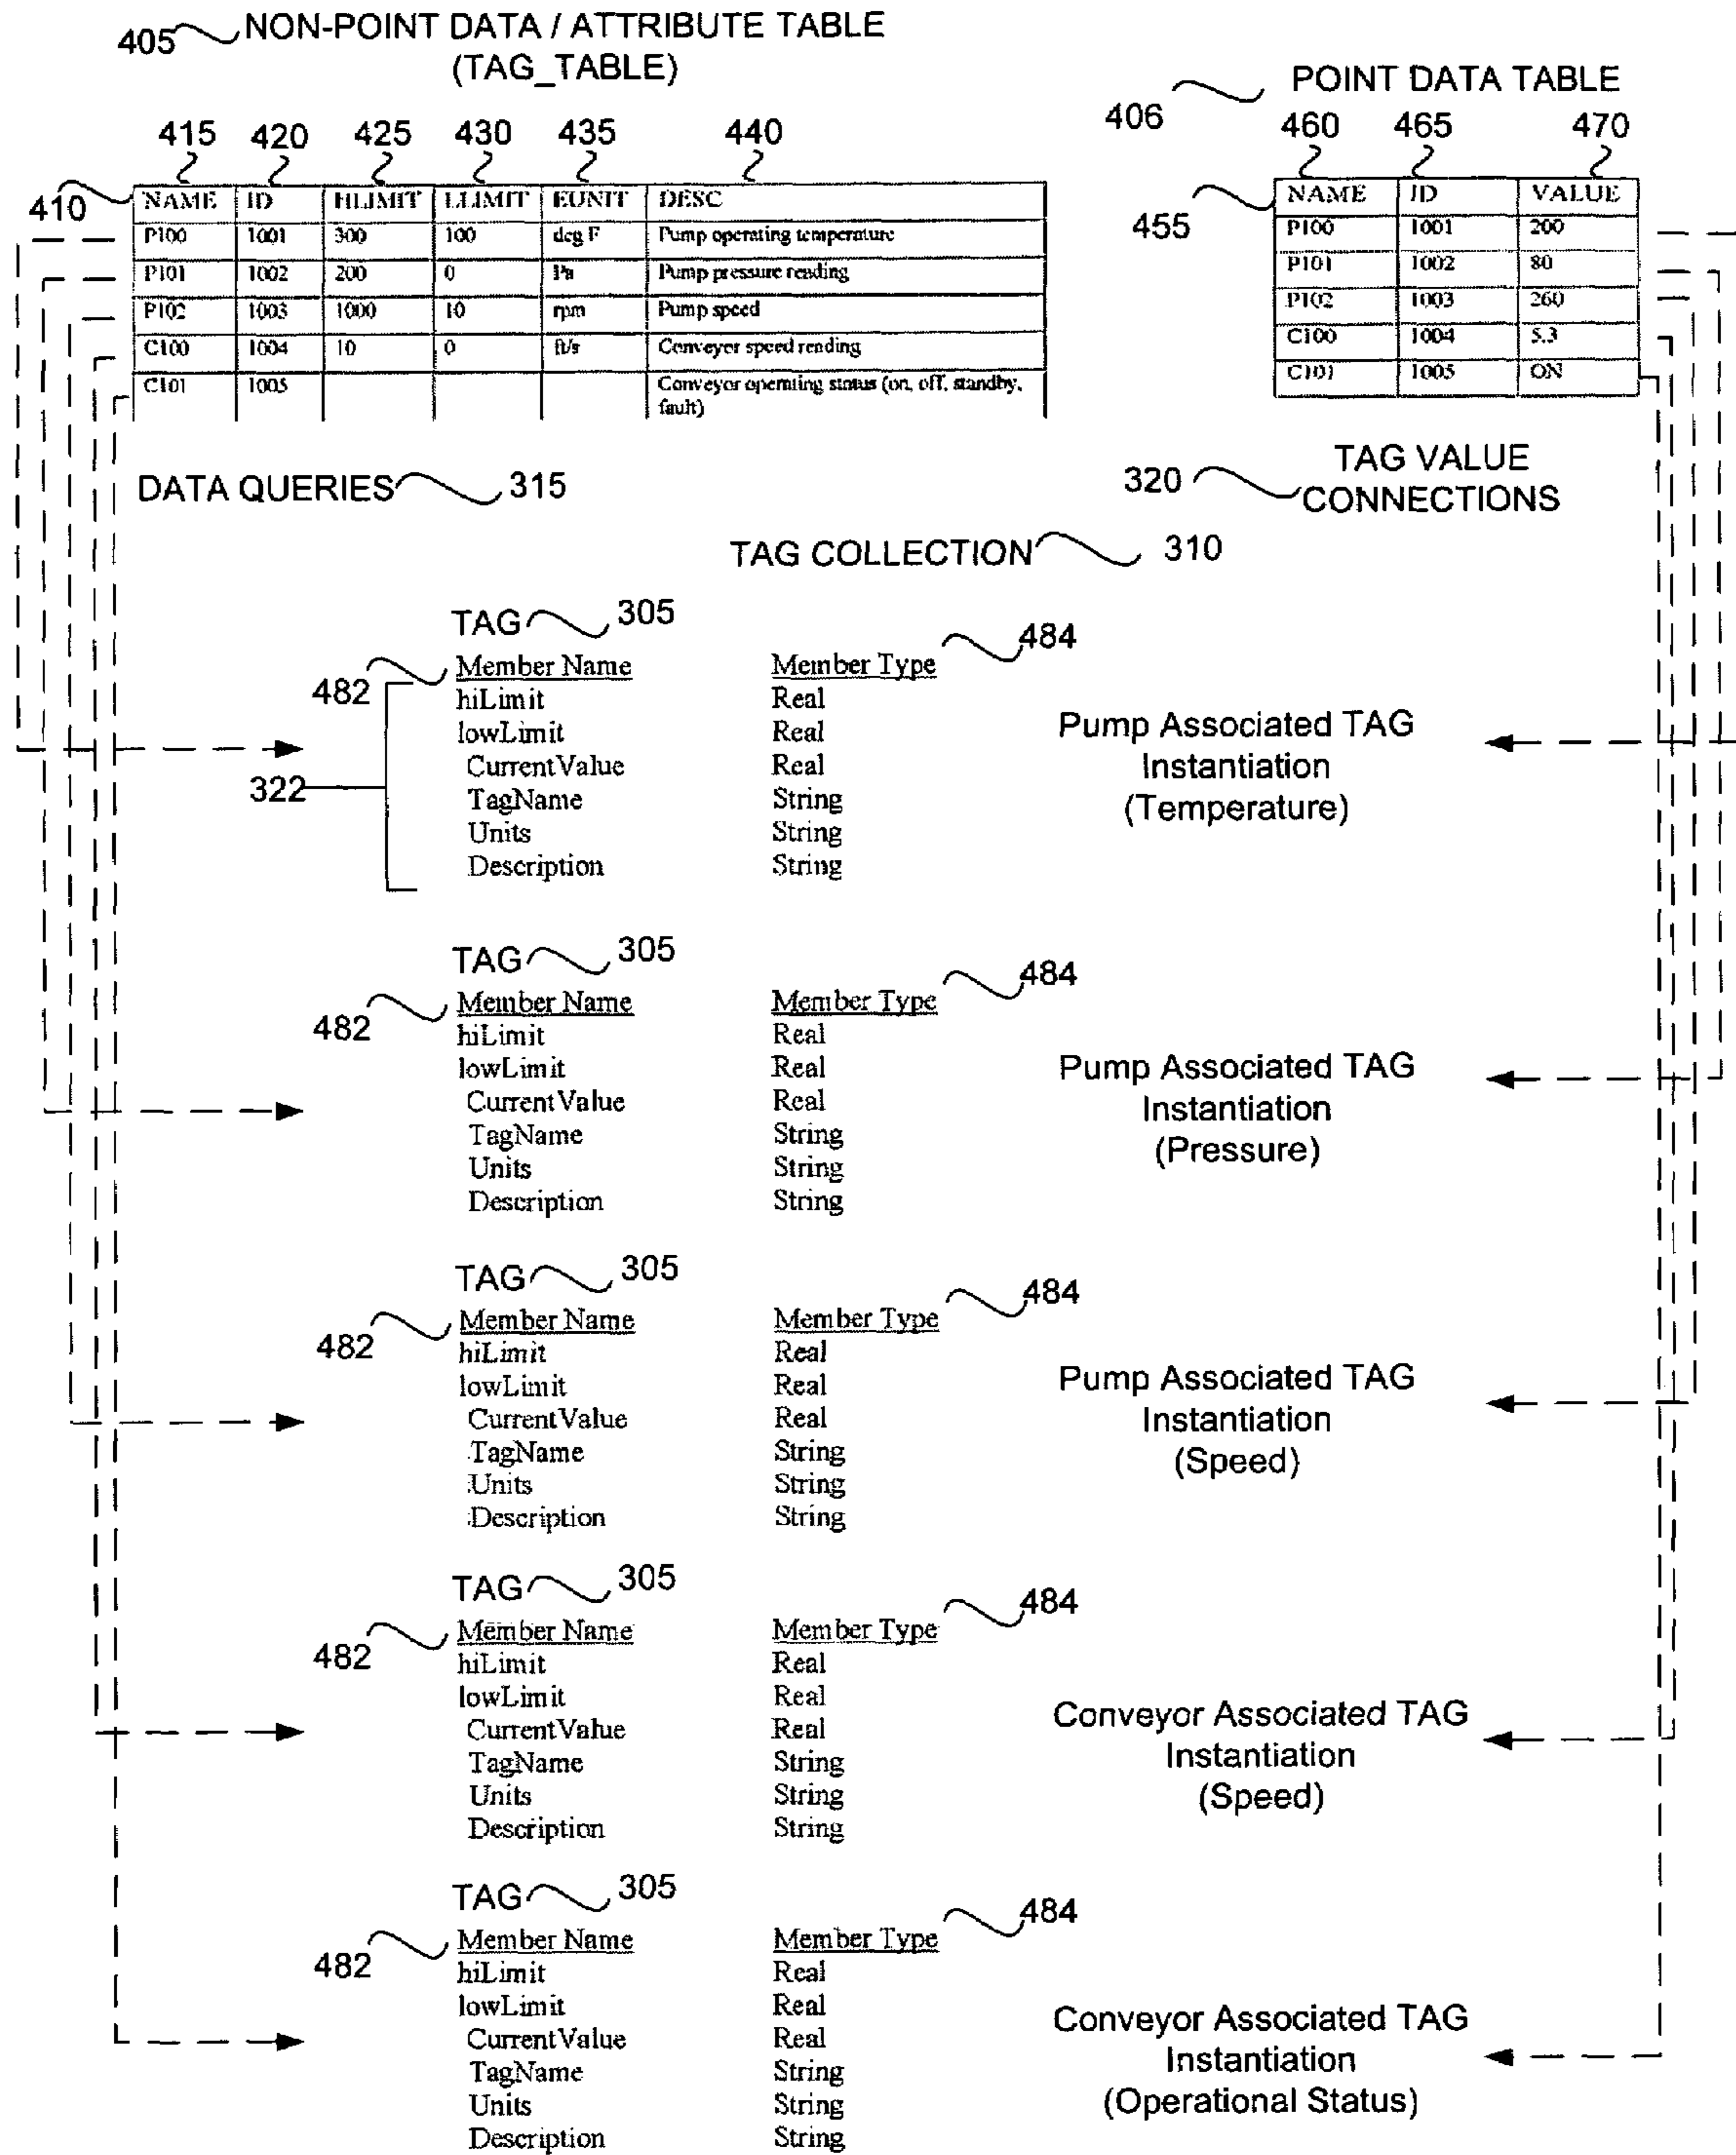 405 NON-POINT DATA / ATTRIBUTE TABLE
(TAG_TABLE)
406 POINT DATA TABLE
415 420 425 430 435 440
460 465 470
410
NAME ID HLIMIT LLIMIT EUNIT DESC
P100 1001 300 100 deg F Pump operating temperature
P101 1002 200 0 Pa Pump pressure reading
P102 1003 1000 10 rpm Pump speed
C100 1004 10 0 ft/s Conveyer speed reading
C101 1005 Conveyor operating status (on, off, standby,
fault)
455
NAME ID VALUE
P100 1001 200
P101 1002 80
P102 1003 260
C100 1004 5.3
C101 1005 ON
DATA QUERIES 315
320 TAG VALUE
CONNECTIONS
TAG COLLECTION 310
TAG 305
482 Member Name Member Type 484
hiLimit Real
lowLimit Real
CurrentValue Real
TagName String
Units String
Description String
322
Pump Associated TAG
Instantiation
(Temperature)
TAG 305
482 Member Name Member Type 484
hiLimit Real
lowLimit Real
CurrentValue Real
TagName String
Units String
Description String
Pump Associated TAG
Instantiation
(Pressure)
TAG 305
482 Member Name Member Type 484
hiLimit Real
lowLimit Real
CurrentValue Real
TagName String
Units String
Description String
Pump Associated TAG
Instantiation
(Speed)
TAG 305
482 Member Name Member Type 484
hiLimit Real
lowLimit Real
CurrentValue Real
TagName String
Units String
Description String
Conveyor Associated TAG
Instantiation
(Speed)
TAG 305
482 Member Name Member Type 484
hiLimit Real
lowLimit Real
CurrentValue Real
TagName String
Units String
Description String
Conveyor Associated TAG
Instantiation
(Operational Status)